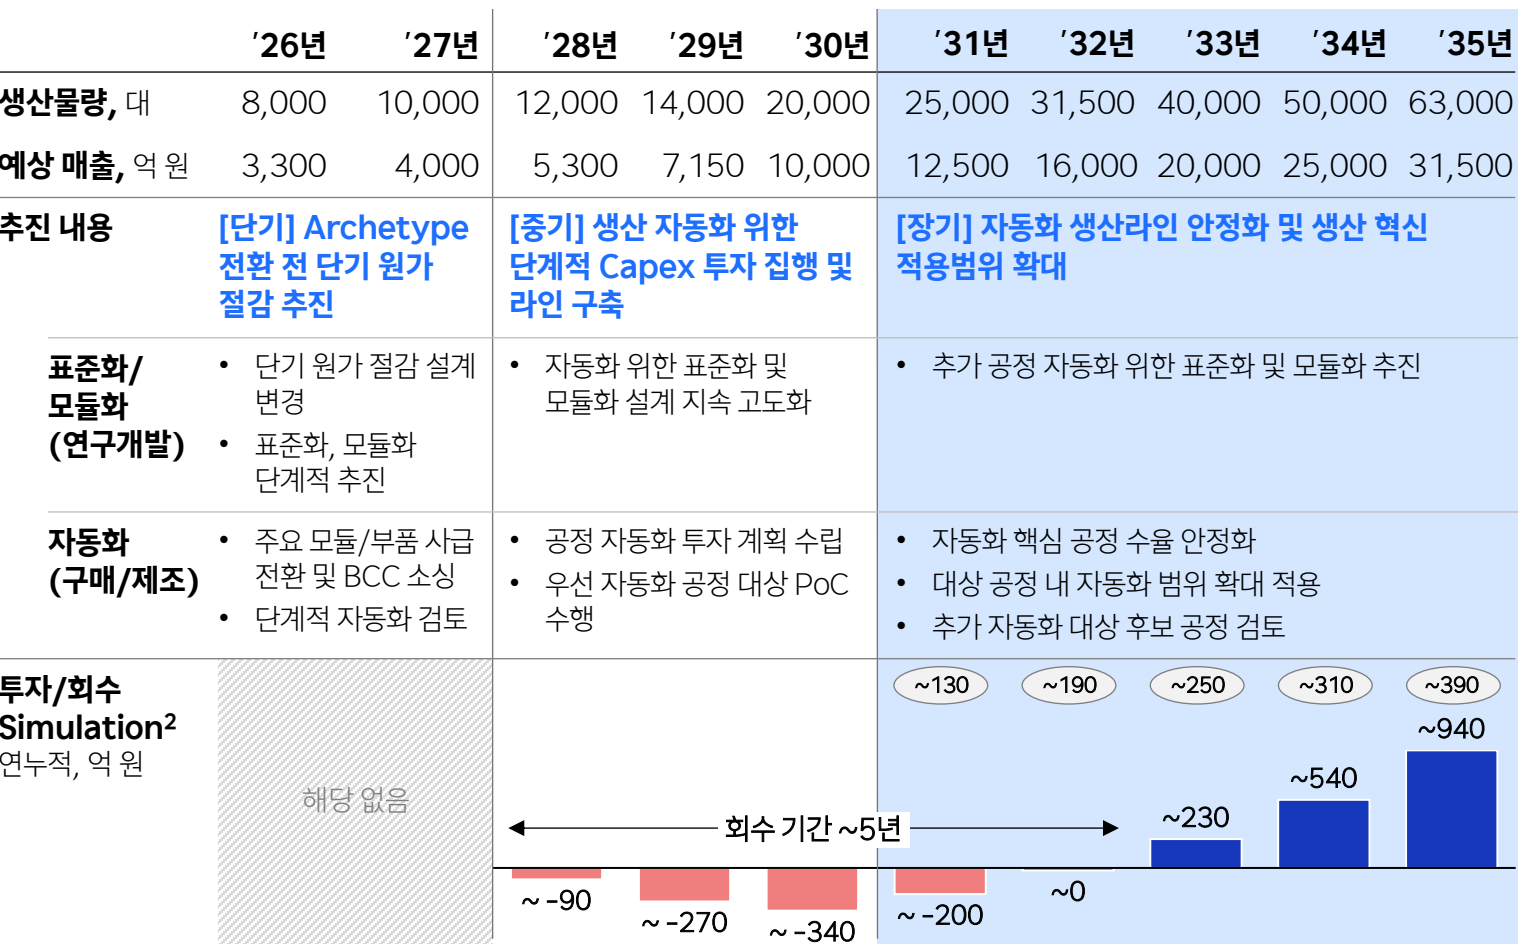 ’26년 ’27년 ’28년 ’29년 ’30년 ’31년 ’32년 ’33년 ’34년 ’35년
생산물량, 대 8,000 10,000 12,000 14,000 20,000 25,000 31,500 40,000 50,000 63,000
예상 매출, 억 원 3,300 4,000 5,300 7,150 10,000 12,500 16,000 20,000 25,000 31,500
추진 내용
[단기] Archetype
전환 전 단기 원가
절감 추진
[중기] 생산 자동화 위한
단계적 Capex 투자 집행 및
라인 구축
[장기] 자동화 생산라인 안정화 및 생산 혁신
적용범위 확대
표준화/
모듈화
(연구개발)
• 단기 원가 절감 설계
변경
• 표준화, 모듈화
단계적 추진
• 자동화 위한 표준화 및
모듈화 설계 지속 고도화
• 추가 공정 자동화 위한 표준화 및 모듈화 추진
자동화
(구매/제조)
• 주요 모듈/부품 사급
전환 및 BCC 소싱
• 단계적 자동화 검토
• 공정 자동화 투자 계획 수립
• 우선 자동화 공정 대상 PoC
수행
• 자동화 핵심 공정 수율 안정화
• 대상 공정 내 자동화 범위 확대 적용
• 추가 자동화 대상 후보 공정 검토
투자/회수
Simulation²
연누적, 억 원
해당 없음
~130 ~190 ~250 ~310 ~390
~940
~540
~230
회수 기간 ~5년
~ -90
~ -270
~ -340
~ -200
~0